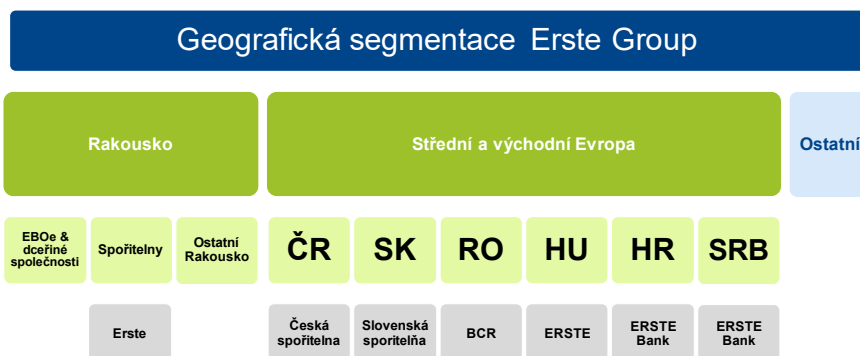 Geografická segmentace Erste Group
Rakousko
Střední a východní Evropa
Ostatní
EBOe &
dceřiné
společnosti
Spořitelny
Ostatní
Rakousko
ČR
SK
RO
HU
HR
SRB
Erste
Česká
spořitelna
Slovenská
sporitelňa
BCR
ERSTE
ERSTE
Bank
ERSTE
Bank